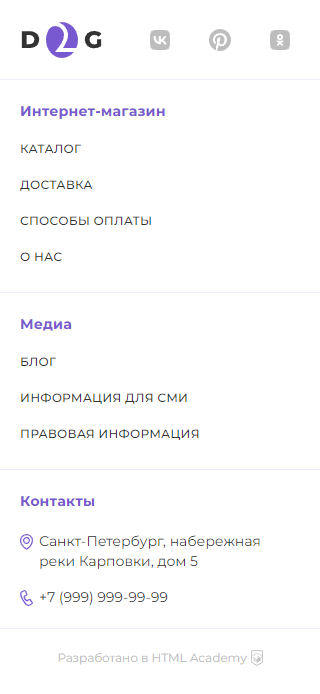 D2G
Интернет-магазин
КАТАЛОГ
ДОСТАВКА
СПОСОБЫ ОПЛАТЫ
О НАС
Медиа
БЛОГ
ИНФОРМАЦИЯ ДЛЯ СМИ
ПРАВОВАЯ ИНФОРМАЦИЯ
Контакты
Санкт-Петербург, набережная
реки Карповки, дом 5
+7 (999) 999-99-99
Разработано в HTML Academy